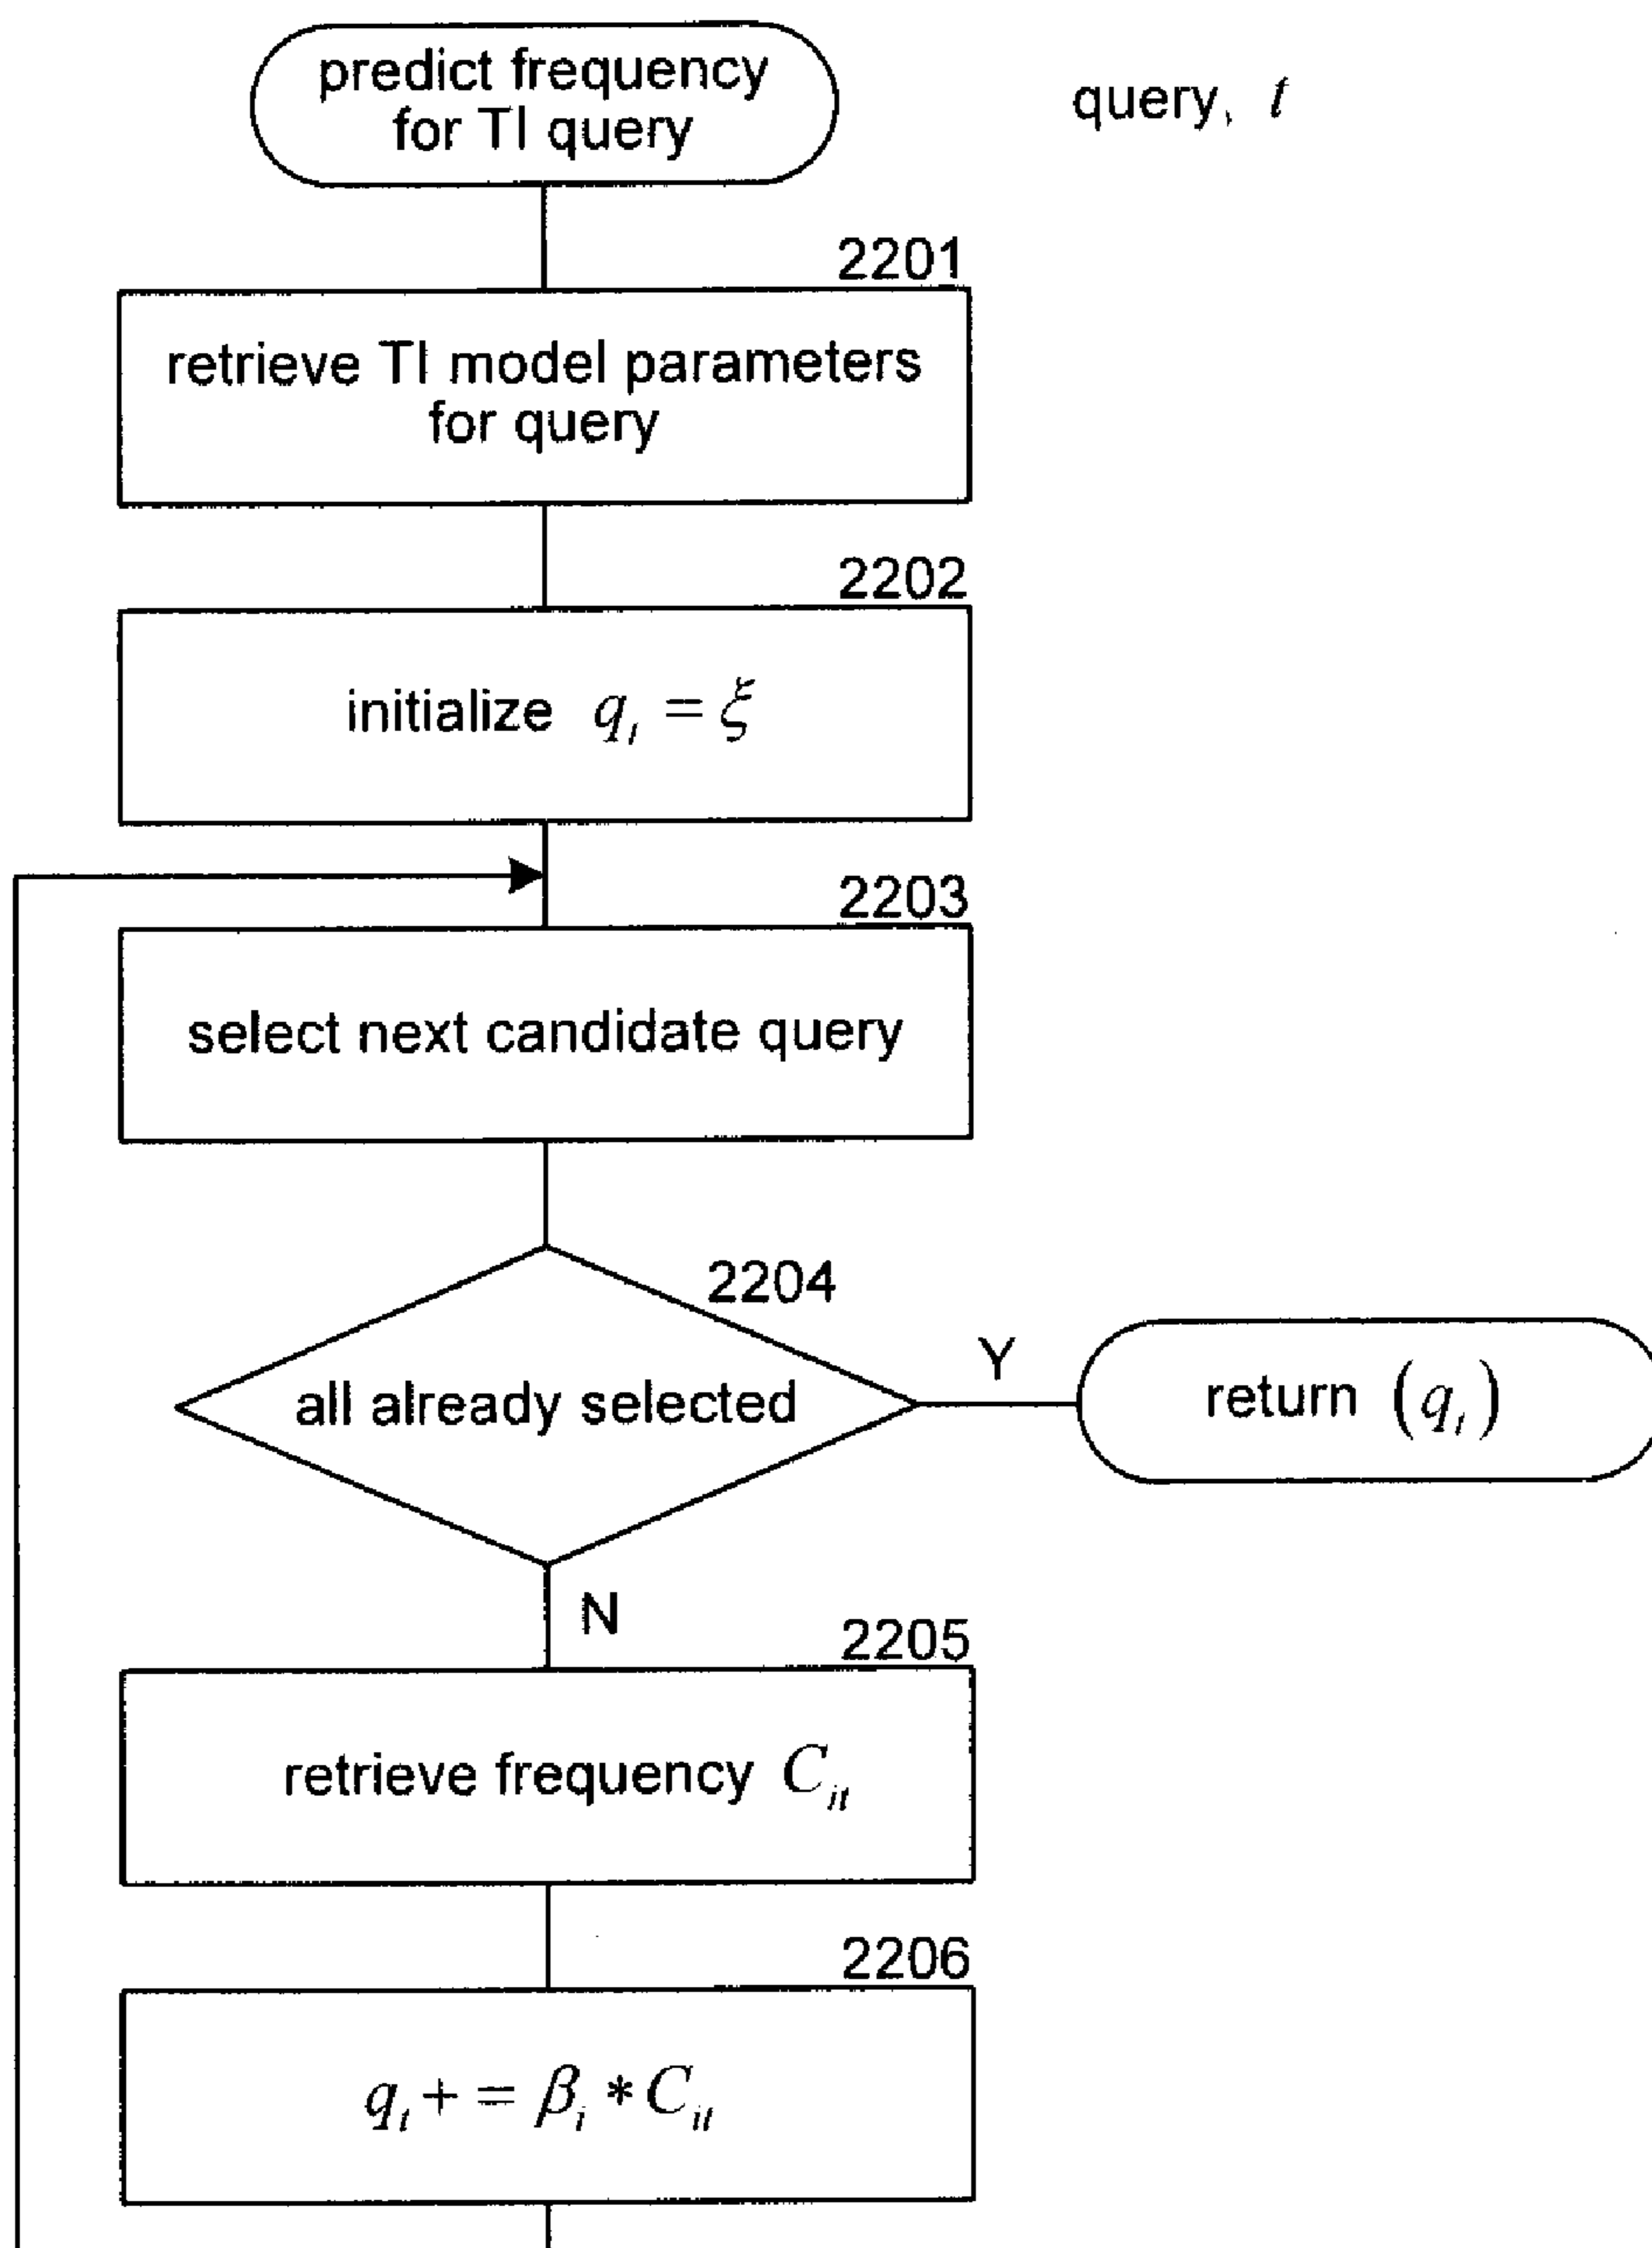 predict frequency
for TI query
query, t
2201
retrieve TI model parameters
for query
2202
initialize q_t = ξ
2203
select next candidate query
2204
all already selected
Y
return (q_t)
N
2205
retrieve frequency C_it
2206
q_t + = β_i * C_it